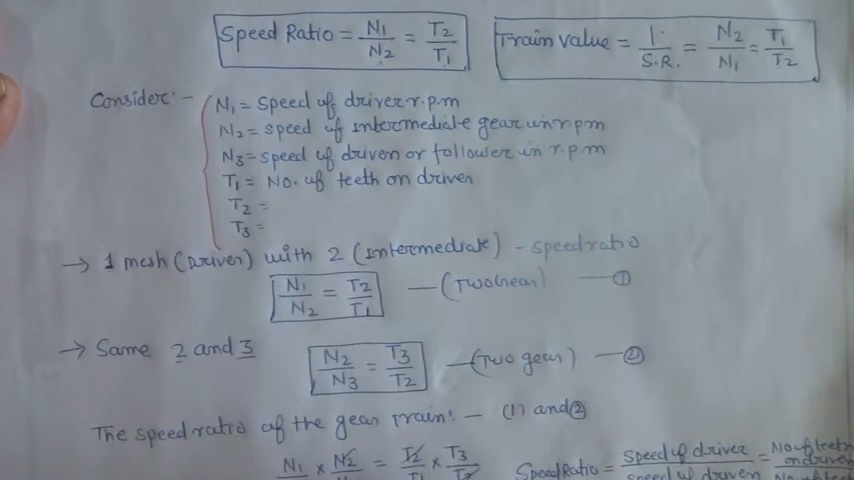 Speed Ratio = N1/N2 = T2/T1 Train Value = 1/S.R. = N2/N1 = T1/T2
Consider:- N1 = Speed of driver r.p.m
N2 = speed of intermediate gear in r.p.m
N3 = speed of driven or follower in r.p.m
T1 = No. of teeth on driver
T2 =
T3 =
→ 1 mesh (Driver) with 2 (Intermediate) - speed ratio
N1/N2 = T2/T1 — (Two Gear) — ①
→ Same 2 and 3 N2/N3 = T3/T2 — (Two gear) — ②
The speed ratio of the gear train:- (1) and ②
N1 × N2 = T2/T1 × T3/T2 Speed Ratio = Speed of driver/speed of driven = No of teeth on driven